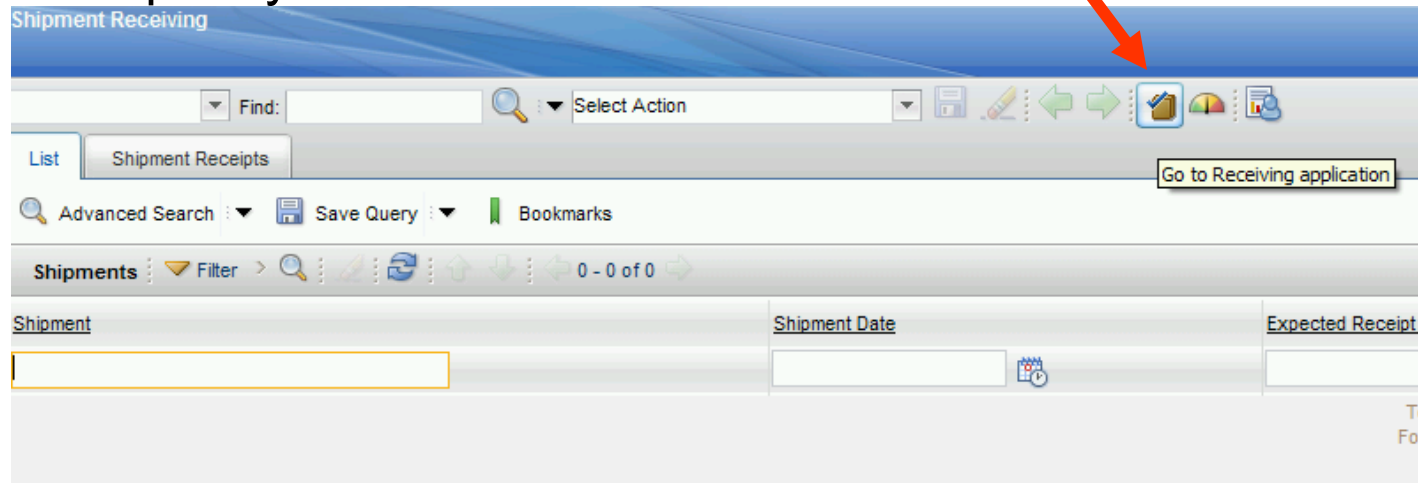 Shipment Receiving
Find: Select Action
List Shipment Receipts
Go to Receiving application
Advanced Search Save Query Bookmarks
Shipments Filter 0 - 0 of 0
Shipment Shipment Date Expected Receipt